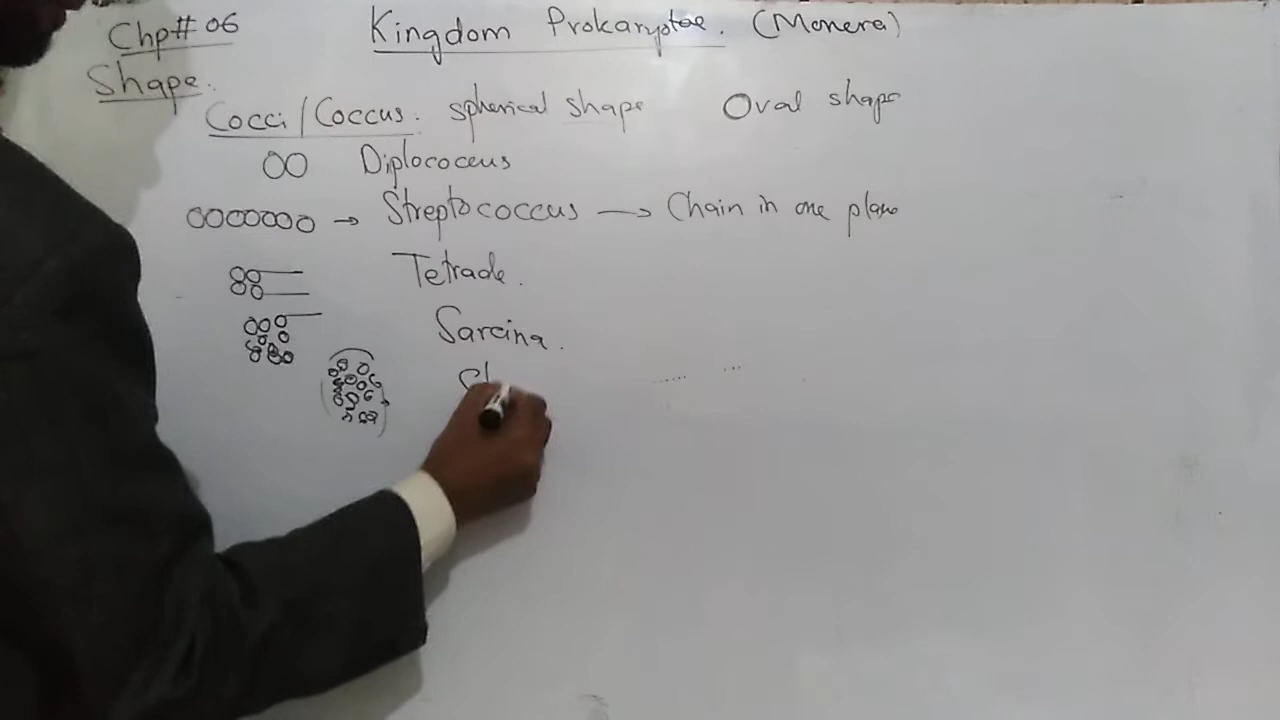 Chp# 06 Kingdom Prokaryotae. (Monera)
Shape.
Cocci/Coccus. spherical shape Oval shape
Diplococcus
Streptococcus → Chain in one plane
Tetrade.
Sarcina.